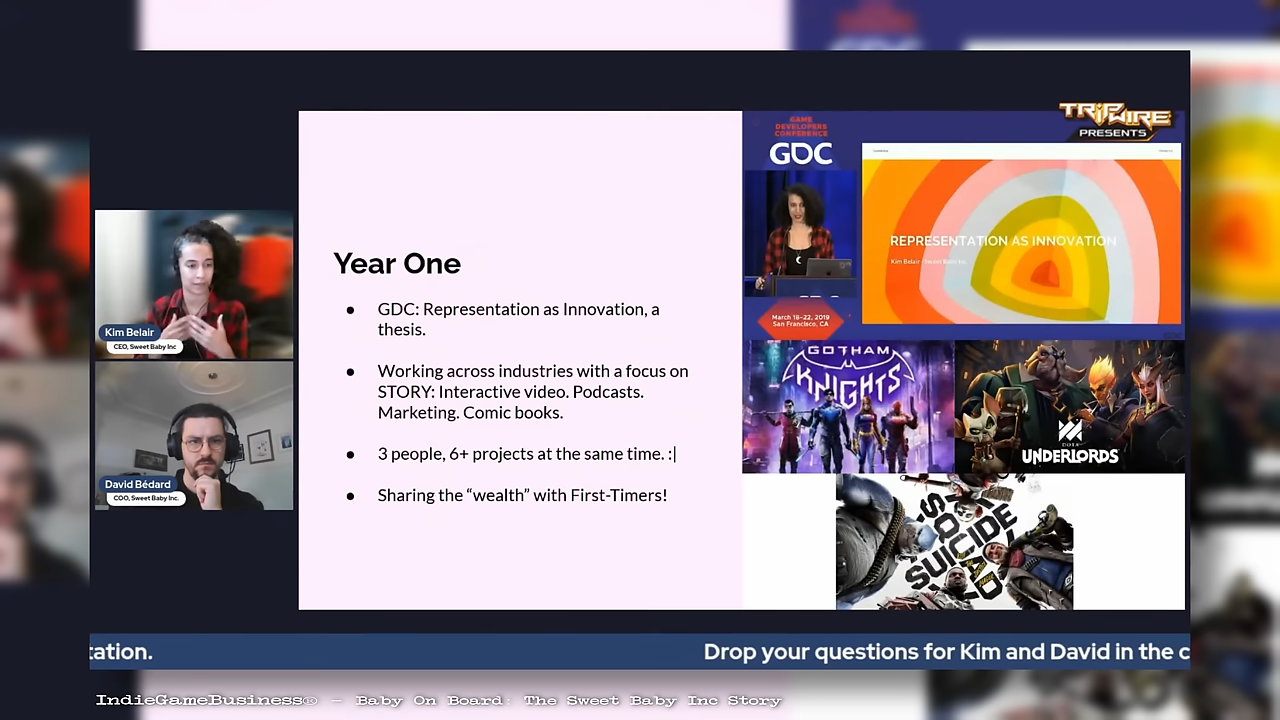 TRIPWIRE
PRESENTS
GAME
DEVELOPERS
CONFERENCE
GDC
REPRESENTATION AS INNOVATION
Kim Belair - Sweet Baby Inc.
March 18-22, 2019
San Francisco, CA
Year One
● GDC: Representation as Innovation, a
thesis.
● Working across industries with a focus on
STORY: Interactive video. Podcasts.
Marketing. Comic books.
● 3 people, 6+ projects at the same time. :|
● Sharing the “wealth” with First-Timers!
Kim Belair
CEO, Sweet Baby Inc
David Bédard
COO, Sweet Baby Inc.
GOTHAM
KNIGHTS
DOTA
UNDERLORDS
SUICIDE
SQUAD
tation.
Drop your questions for Kim and David in the c
IndieGameBusiness® - Baby On Board: The Sweet Baby Inc Story